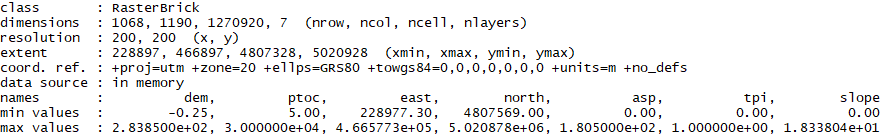 class : RasterBrick
dimensions : 1068, 1190, 1270920, 7 (nrow, ncol, ncell, nlayers)
resolution : 200, 200 (x, y)
extent : 228897, 466897, 4807328, 5020928 (xmin, xmax, ymin, ymax)
coord. ref. : +proj=utm +zone=20 +ellps=GRS80 +towgs84=0,0,0,0,0,0,0 +units=m +no_defs
data source : in memory
names : dem, ptoc, east, north, asp, tpi, slope
min values : -0.25, 5.00, 228977.30, 4807569.00, 0.00, 0.00, 0.00
max values : 2.838500e+02, 3.000000e+04, 4.665773e+05, 5.020878e+06, 1.805000e+02, 1.000000e+00, 1.833804e+01